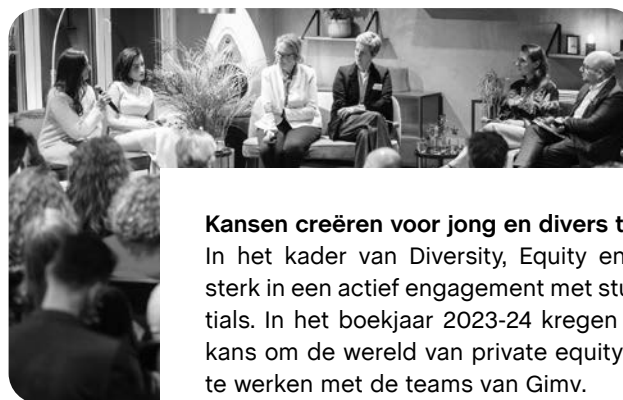 Kansen creëren voor jong en divers
In het kader van Diversity, Equity en
sterk in een actief engagement met
tials. In het boekjaar 2023-24 kregen
kans om de wereld van private equity
te werken met de teams van Gimv.